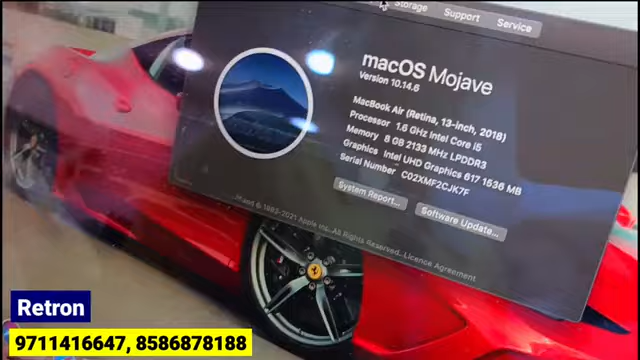 Storage
Support
Service
macOS Mojave
Version 10.14.6
MacBook Air (Retina, 13-inch, 2018)
Processor 1.6 GHz Intel Core i5
Memory 8 GB 2133 MHz LPDDR3
Graphics Intel UHD Graphics 617 1536 MB
Serial Number C02XMF2CJK7F
System Report...
Software Update...
1983-2021 Apple Inc. All Rights Reserved. Licence Agreement
Retron
9711416647, 8586878188